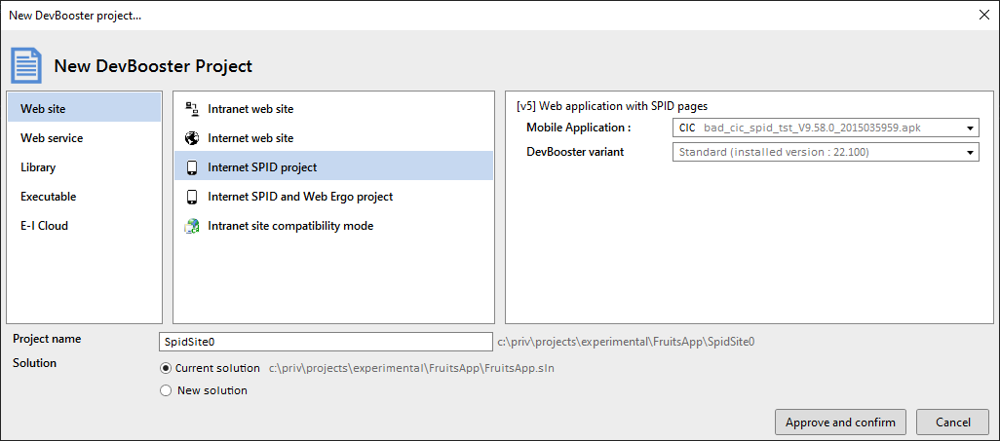 New DevBooster project...
New DevBooster Project
Web site
Web service
Library
Executable
E-I Cloud
Intranet web site
Internet web site
Internet SPID project
Internet SPID and Web Ergo project
Intranet site compatibility mode
[v5] Web application with SPID pages
Mobile Application : CIC bad_cic_spid_tst_V9.58.0_2015035959.apk
DevBooster variant Standard (installed version : 22.100)
Project name SpidSite0 c:\priv\projects\experimental\FruitsApp\SpidSite0
Solution Current solution c:\priv\projects\experimental\FruitsApp\FruitsApp.sln
New solution
Approve and confirm Cancel